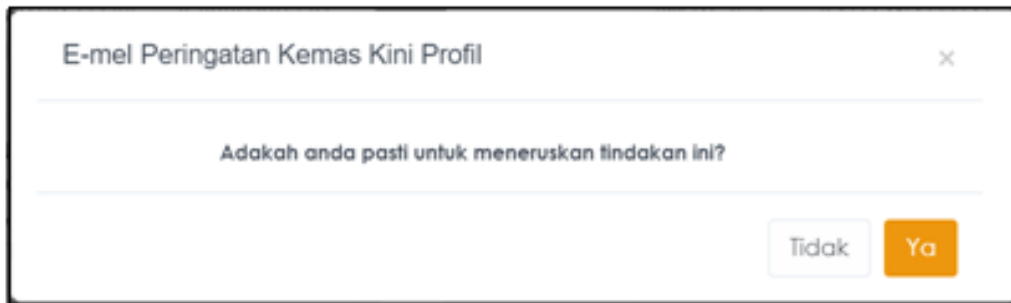 E-mel Peringatan Kemas Kini Profil
×
Adakah anda pasti untuk meneruskan tindakan ini?
Tidak Ya